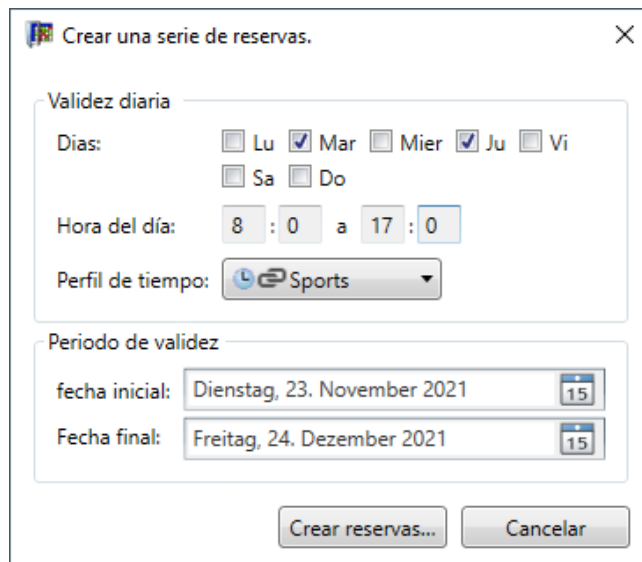 Crear una serie de reservas.
Validez diaria
Dias: Lu Mar Mier Ju Vi
Sa Do
Hora del día: 8 : 0 a 17 : 0
Perfil de tiempo: Sports
Periodo de validez
fecha inicial: Dienstag, 23. November 2021 15
Fecha final: Freitag, 24. Dezember 2021 15
Crear reservas... Cancelar